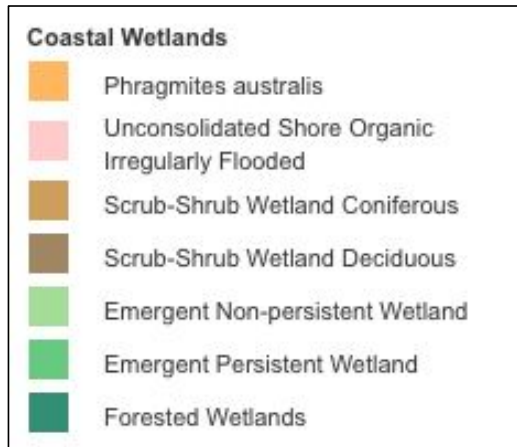 Coastal Wetlands
Phragmites australis
Unconsolidated Shore Organic
Irregularly Flooded
Scrub-Shrub Wetland Coniferous
Scrub-Shrub Wetland Deciduous
Emergent Non-persistent Wetland
Emergent Persistent Wetland
Forested Wetlands